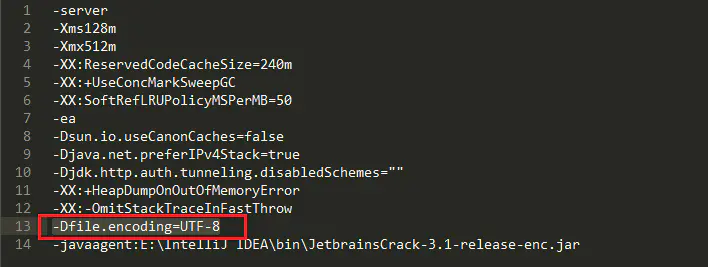 1 -server
2 -Xms128m
3 -Xmx512m
4 -XX:ReservedCodeCacheSize=240m
5 -XX:+UseConcMarkSweepGC
6 -XX:SoftRefLRUPolicyMSPerMB=50
7 -ea
8 -Dsun.io.useCanonCaches=false
9 -Djava.net.preferIPv4Stack=true
10 -Djdk.http.auth.tunneling.disabledSchemes=""
11 -XX:+HeapDumpOnOutOfMemoryError
12 -XX:-OmitStackTraceInFastThrow
13 -Dfile.encoding=UTF-8
14 -javaagent:E:\IntelliJ IDEA\bin\JetbrainsCrack-3.1-release-enc.jar